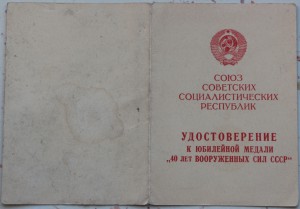 СОЮЗ
СОВЕТСКИХ
СОЦИАЛИСТИЧЕСКИХ
РЕСПУБЛИК
УДОСТОВЕРЕНИЕ
К ЮБИЛЕЙНОЙ МЕДАЛИ
„40 ЛЕТ ВООРУЖЕННЫХ СИЛ СССР“